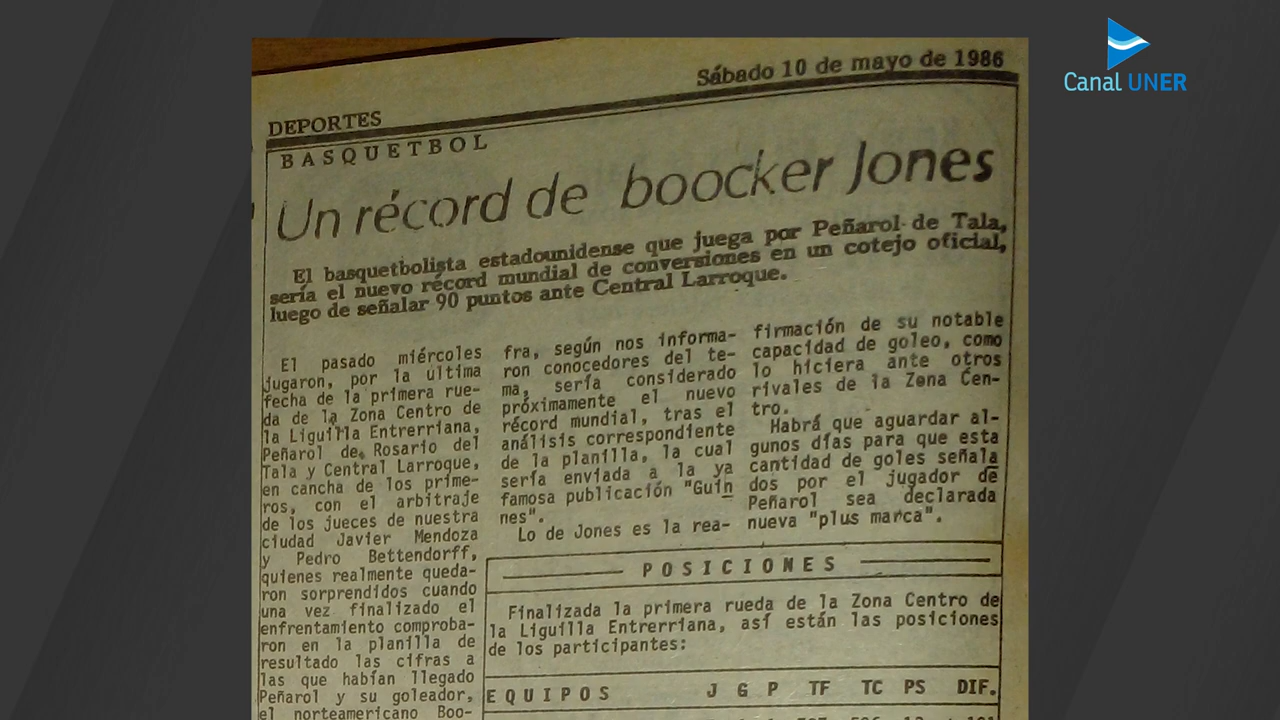 Canal UNER
Sábado 10 de mayo de 1986
DEPORTES
BASQUETBOL
Un récord de boocker Jones
El basquetbolista estadounidense que juega por Peñarol de Tala,
sería el nuevo récord mundial de conversiones en un cotejo oficial,
luego de señalar 90 puntos ante Central Larroque.
El pasado miércoles
jugaron, por la última
fecha de la primera rue-
da de la Zona Centro de
la Liguilla Entrerriana,
Peñarol de Rosario del
Tala y Central Larroque,
en cancha de los prime-
ros, con el arbitraje
de los jueces de nuestra
ciudad Javier Mendoza
y Pedro Bettendorff,
quienes realmente queda-
ron sorprendidos cuando
una vez finalizado el
enfrentamiento comproba-
ron en la planilla de
resultado las cifras a
las que habían llegado
Peñarol y su goleador,
el norteamericano Boo-
fra, según nos informa-
ron conocedores del te-
ma, sería considerado
próximamente el nuevo
récord mundial, tras el
análisis correspondiente
de la planilla, la cual
sería enviada a la ya
famosa publicación "Guin
nes".
Lo de Jones es la rea-
firmación de su notable
capacidad de goleo, como
lo hiciera ante otros
rivales de la Zona Cen-
tro.
Habrá que aguardar al-
gunos días para que esta
cantidad de goles señala
dos por el jugador de
Peñarol sea declarada
nueva "plus marca".
POSICIONES
Finalizada la primera rueda de la Zona Centro de
la Liguilla Entrerriana, así están las posiciones
de los participantes:
EQUIPOS J G P TF TC PS DIF.